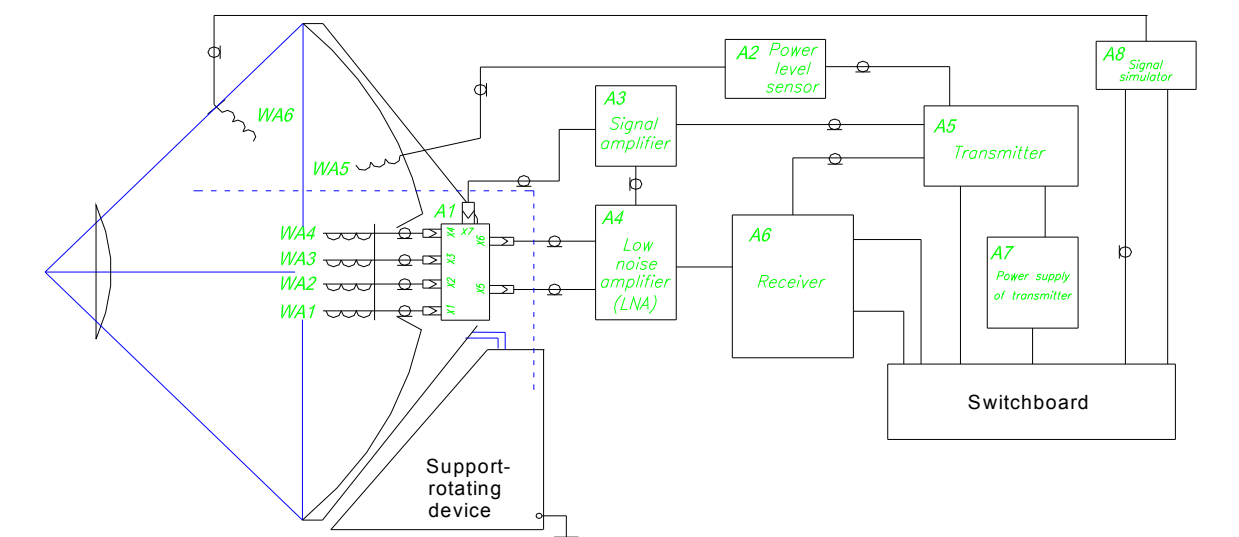 WA6
WA5
WA4
WA3
WA2
WA1
A1
X4
X3
X2
X1
X7
X6
X5
A2 Power
level
sensor
A3
Signal
amplifier
A4
Low
noise
amplifier
(LNA)
A5
Transmitter
A6
Receiver
A7
Power supply
of transmitter
A8
Signal
simulator
Switchboard
Support-
rotating
device